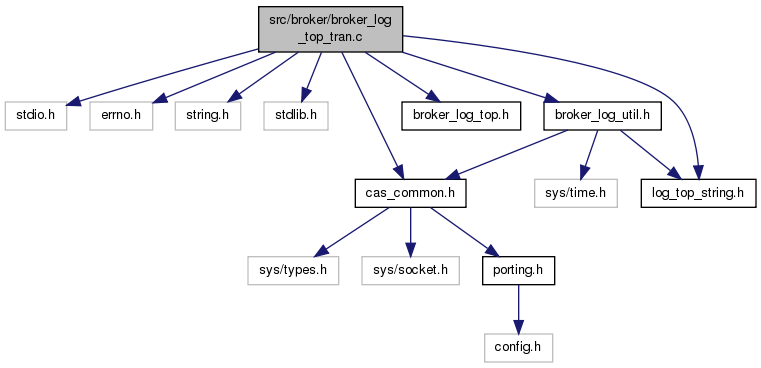 src/broker/broker_log
_top_tran.c
stdio.h
errno.h
string.h
stdlib.h
broker_log_top.h
broker_log_util.h
cas_common.h
sys/time.h
log_top_string.h
sys/types.h
sys/socket.h
porting.h
config.h